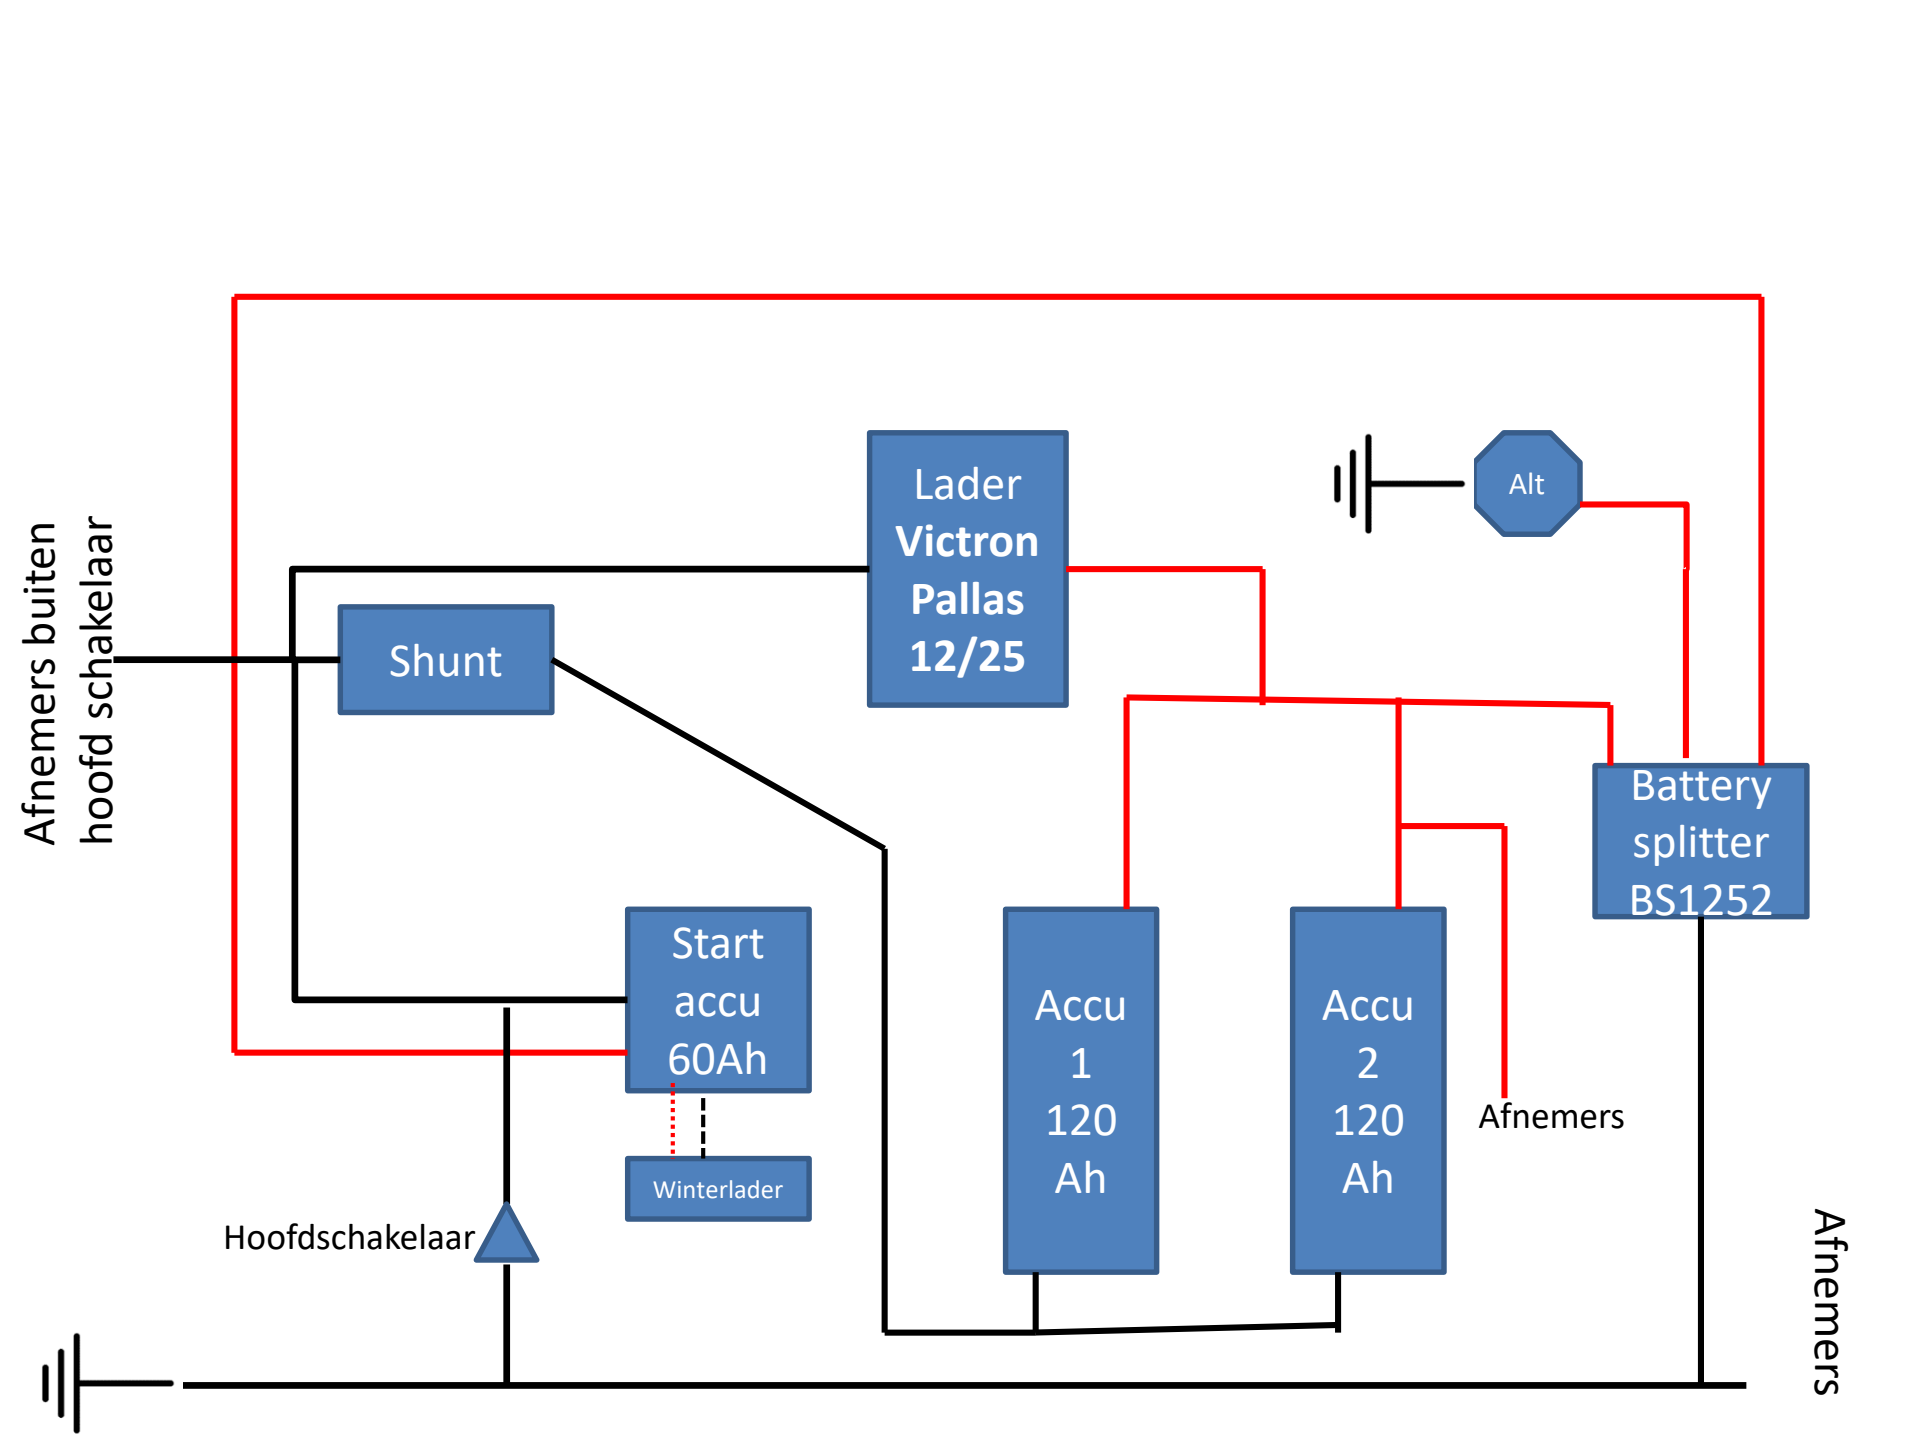 Lader
Victron
Pallas
12/25
Alt
Afnemers buiten
hoofd schakelaar
Shunt
Battery
splitter
BS1252
Start
accu
60Ah
Accu
1
120
Ah
Accu
2
120
Ah
Afnemers
Winterlader
Hoofdschakelaar
Afnemers